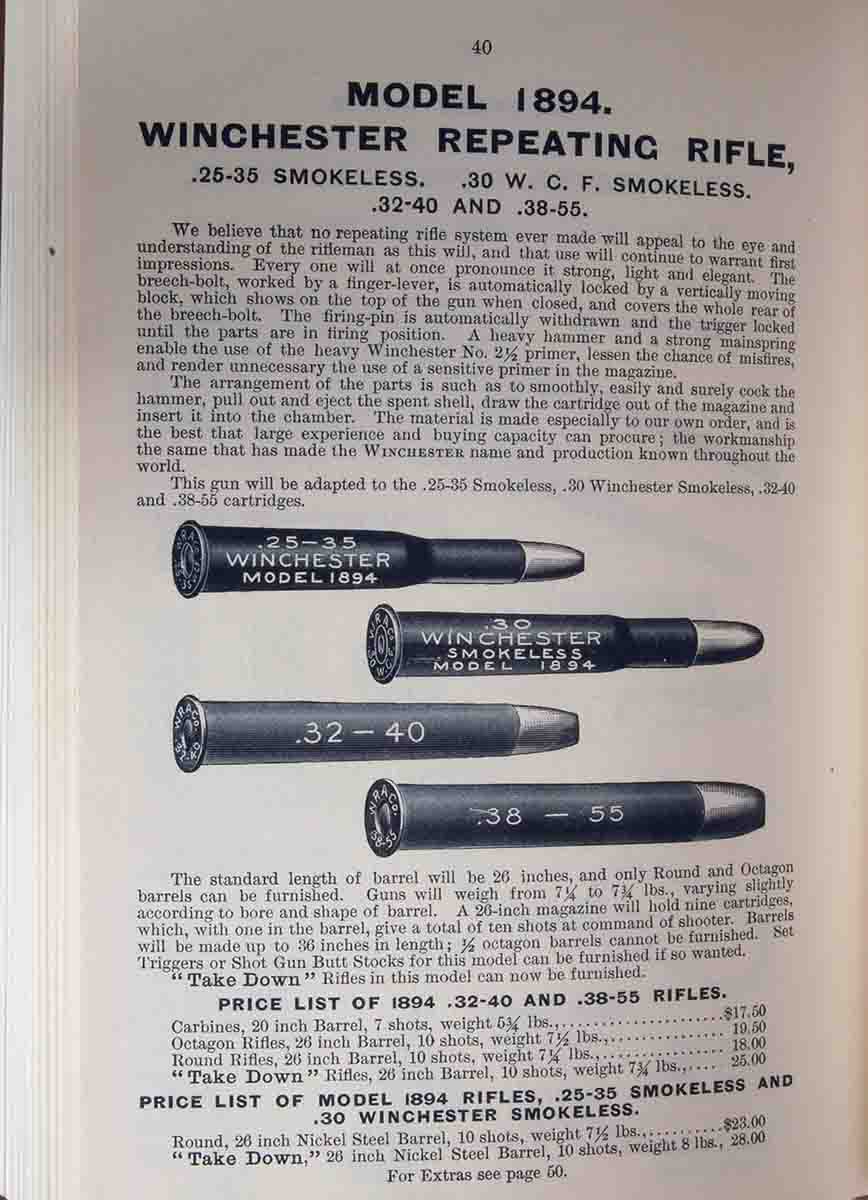 40
MODEL 1894.
WINCHESTER REPEATING RIFLE,
.25-35 SMOKELESS. .30 W. C. F. SMOKELESS.
.32-40 AND .38-55.
We believe that no repeating rifle system ever made will appeal to the eye and
understanding of the rifleman as this will, and that use will continue to warrant first
impressions. Every one will at once pronounce it strong, light and elegant. The
breech-bolt, worked by a finger-lever, is automatically locked by a vertically moving
block, which shows on the top of the gun when closed, and covers the whole rear of
the breech-bolt. The firing-pin is automatically withdrawn and the trigger locked
until the parts are in firing position. A heavy hammer and a strong mainspring
enable the use of the heavy Winchester No. 2½ primer, lessen the chance of misfires,
and render unnecessary the use of a sensitive primer in the magazine.
The arrangement of the parts is such as to smoothly, easily and surely cock the
hammer, pull out and eject the spent shell, draw the cartridge out of the magazine and
insert it into the chamber. The material is made especially to our own order, and is
the best that large experience and buying capacity can procure; the workmanship
the same that has made the WINCHESTER name and production known throughout the
world.
This gun will be adapted to the .25-35 Smokeless, .30 Winchester Smokeless, .32-40
and .38-55 cartridges.
.25-35
WINCHESTER
MODEL 1894
.30
WINCHESTER
SMOKELESS
MODEL 1894
W.R.A.Co.
.32 — 40
W.R.A.Co.
38-55
.38 — 55
The standard length of barrel will be 26 inches, and only Round and Octagon
barrels can be furnished. Guns will weigh from 7¼ to 7¾ lbs., varying slightly
according to bore and shape of barrel. A 26-inch magazine will hold nine cartridges,
which, with one in the barrel, give a total of ten shots at command of shooter. Barrels
will be made up to 36 inches in length; ½ octagon barrels cannot be furnished. Set
Triggers or Shot Gun Butt Stocks for this model can be furnished if so wanted.
"Take Down" Rifles in this model can now be furnished.
PRICE LIST OF 1894 .32-40 AND .38-55 RIFLES.
Carbines, 20 inch Barrel, 7 shots, weight 5¾ lbs.,.....................$17.50
Octagon Rifles, 26 inch Barrel, 10 shots, weight 7½ lbs.,............... 19.50
Round Rifles, 26 inch Barrel, 10 shots, weight 7¼ lbs.,............... 18.00
"Take Down" Rifles, 26 inch Barrel, 10 shots, weight 7¾ lbs.,.... 25.00
PRICE LIST OF MODEL 1894 RIFLES, .25-35 SMOKELESS AND
.30 WINCHESTER SMOKELESS.
Round, 26 inch Nickel Steel Barrel, 10 shots, weight 7½ lbs.,..........$23.00
"Take Down," 26 inch Nickel Steel Barrel, 10 shots, weight 8 lbs., 28.00
For Extras see page 50.